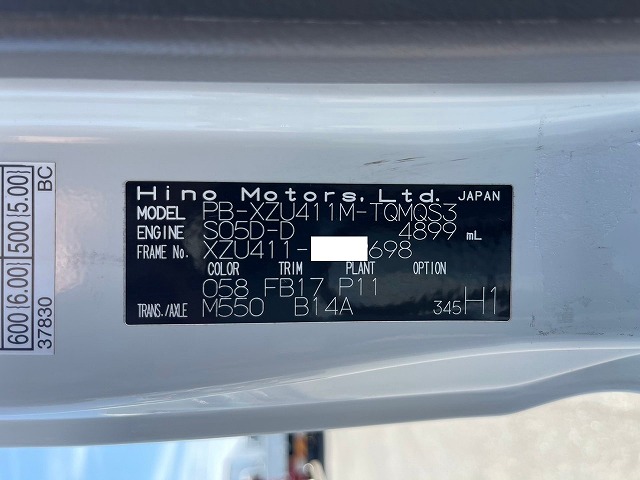 Hino Motors, Ltd. JAPAN
MODEL PB-XZU411M-TQMQS3
ENGINE S05D-D 4899 mL
FRAME No. XZU411- 698
COLOR TRIM PLANT OPTION
058 FB17 P11
TRANS./AXLE M550 B14A 345H1
600(6.00) 500(5.00)
37830 BC